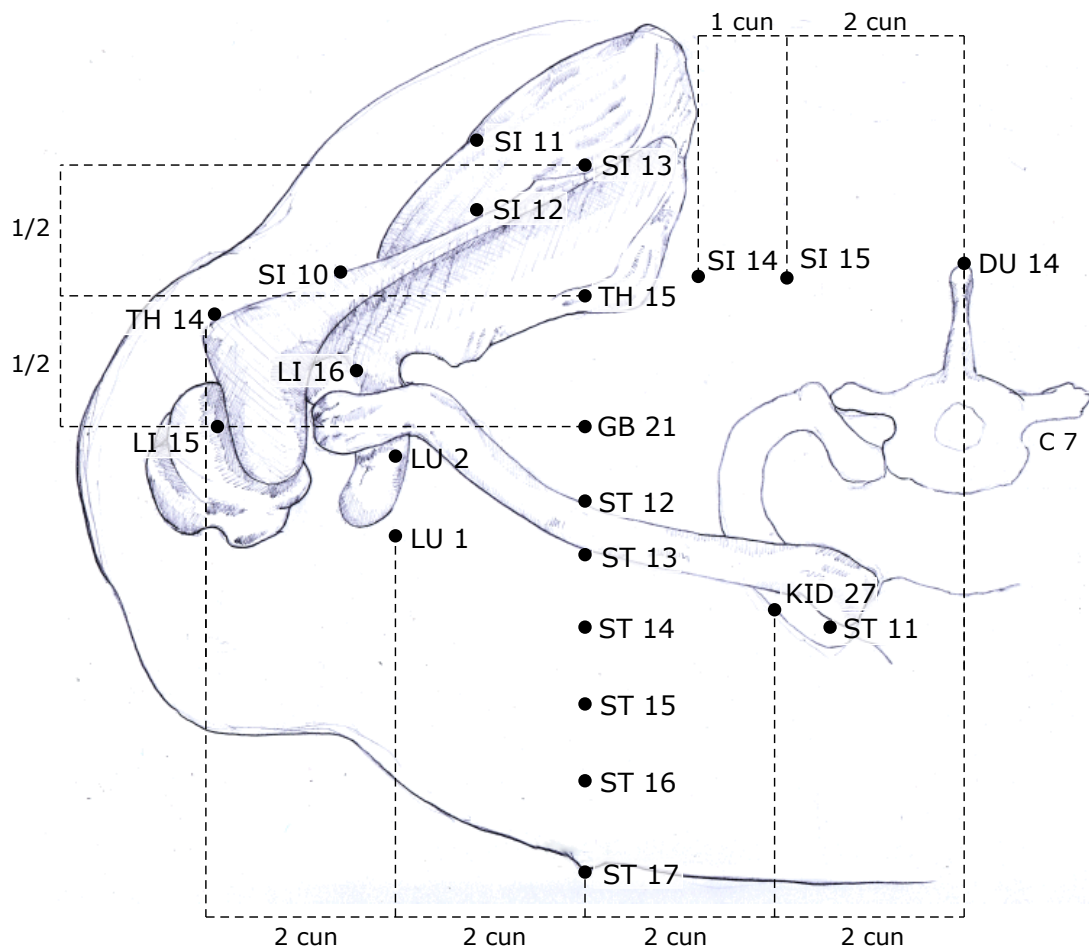 1 cun
2 cun
SI 11
SI 13
SI 12
1/2
SI 10
SI 14
SI 15
DU 14
TH 15
TH 14
1/2
LI 16
GB 21
LI 15
C 7
LU 2
ST 12
LU 1
ST 13
KID 27
ST 14
ST 11
ST 15
ST 16
ST 17
2 cun
2 cun
2 cun
2 cun